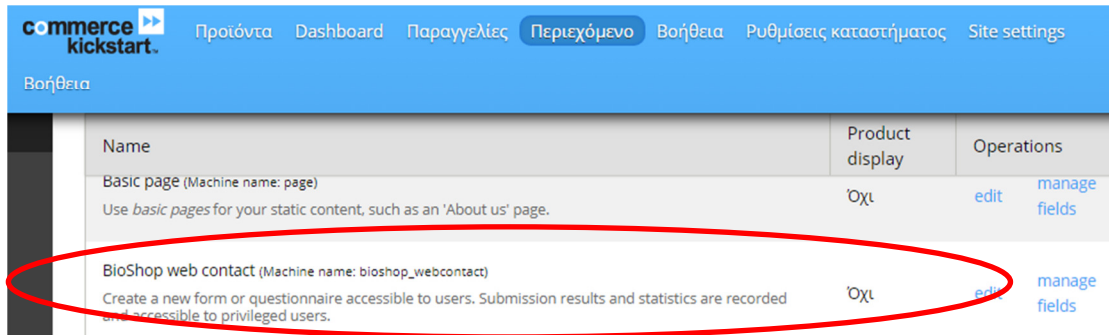 commerce kickstart.
Προϊόντα Dashboard Παραγγελίες Περιεχόμενο Βοήθεια Ρυθμίσεις καταστήματος Site settings
Βοήθεια
Name Product display Operations
Basic page (Machine name: page)
Use basic pages for your static content, such as an 'About us' page.
Όχι edit manage fields
BioShop web contact (Machine name: bioshop_webcontact)
Create a new form or questionnaire accessible to users. Submission results and statistics are recorded
and accessible to privileged users.
Όχι edit manage fields